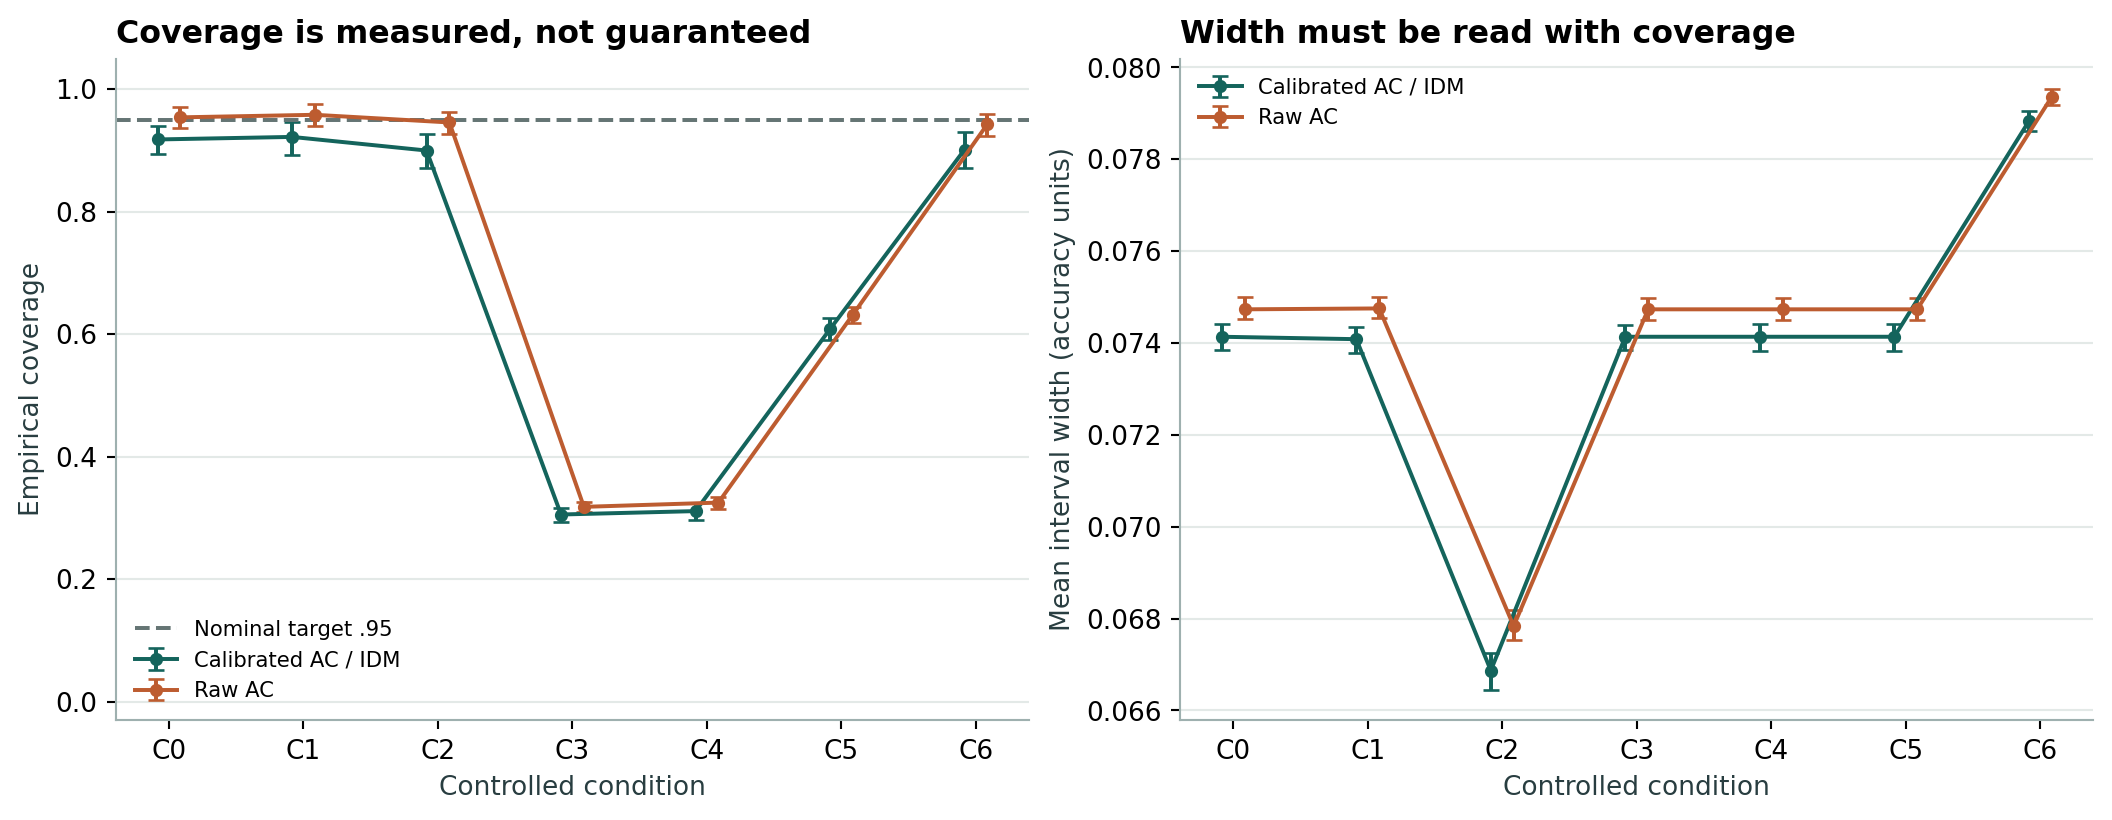 Coverage is measured, not guaranteed
1.0
0.8
0.6
0.4
0.2
0.0
Empirical coverage
Nominal target .95
Calibrated AC / IDM
Raw AC
C0 C1 C2 C3 C4 C5 C6
Controlled condition
Width must be read with coverage
0.080
0.078
0.076
0.074
0.072
0.070
0.068
0.066
Mean interval width (accuracy units)
Calibrated AC / IDM
Raw AC
C0 C1 C2 C3 C4 C5 C6
Controlled condition